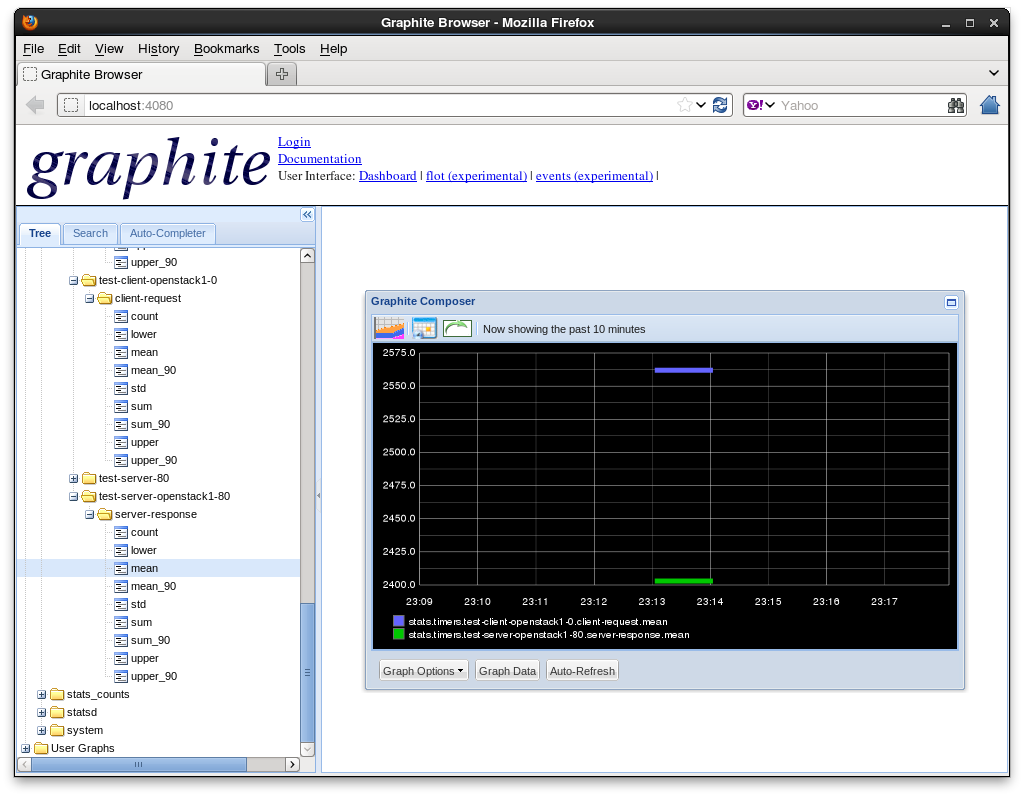 Graphite Browser - Mozilla Firefox
File Edit View History Bookmarks Tools Help
Graphite Browser
localhost:4080 Yahoo
graphite
Login
Documentation
User Interface: Dashboard | flot (experimental) | events (experimental) |
Tree Search Auto-Completer
upper_90
test-client-openstack1-0
client-request
count
lower
mean
mean_90
std
sum
sum_90
upper
upper_90
test-server-80
test-server-openstack1-80
server-response
count
lower
mean
mean_90
std
sum
sum_90
upper
upper_90
stats_counts
statsd
system
User Graphs
Graphite Composer
Now showing the past 10 minutes
2575.0
2550.0
2525.0
2500.0
2475.0
2450.0
2425.0
2400.0
23:09 23:10 23:11 23:12 23:13 23:14 23:15 23:16 23:17
stats.timers.test-client-openstack1-0.client-request.mean
stats.timers.test-server-openstack1-80.server-response.mean
Graph Options Graph Data Auto-Refresh